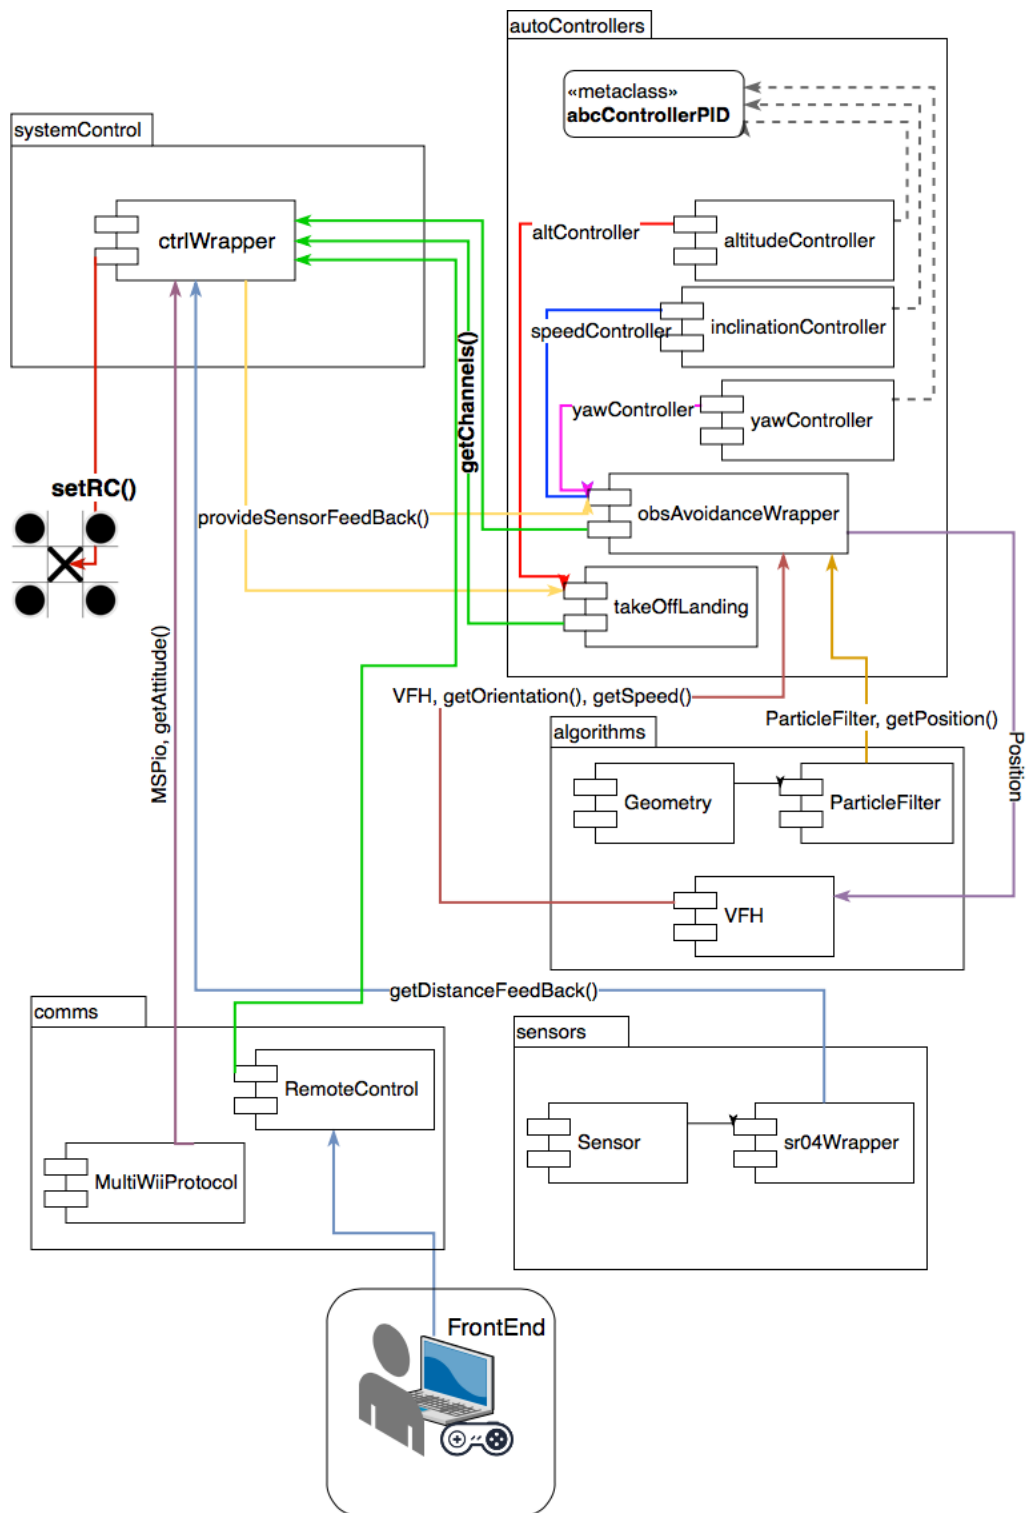 autoControllers
«metaclass»
abcControllerPID
systemControl
ctrlWrapper
altController
altitudeController
speedController
inclinationController
getChannels()
yawController
yawController
setRC()
provideSensorFeedBack()
obsAvoidanceWrapper
takeOffLanding
MSPio, getAttitude()
VFH, getOrientation(), getSpeed()
ParticleFilter, getPosition()
Position
algorithms
Geometry
ParticleFilter
VFH
getDistanceFeedBack()
comms
sensors
RemoteControl
Sensor
sr04Wrapper
MultiWiiProtocol
FrontEnd